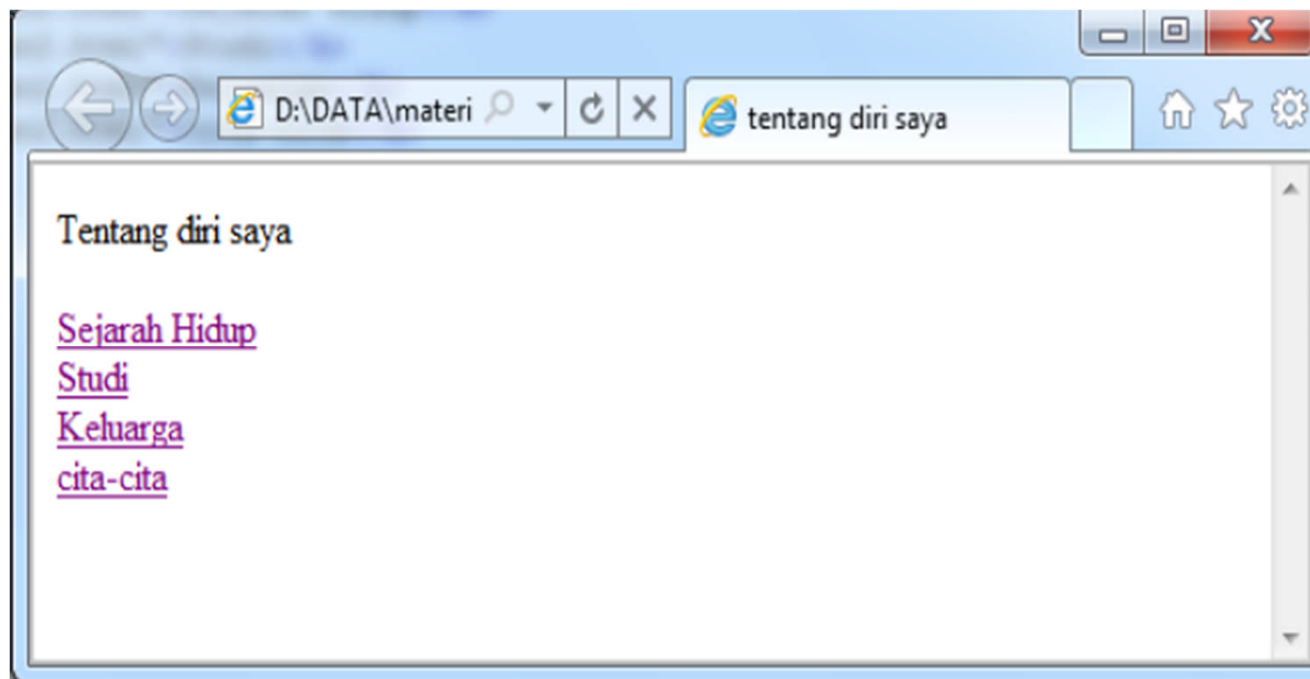 D:\DATA\materi
tentang diri saya
Tentang diri saya
Sejarah Hidup
Studi
Keluarga
cita-cita